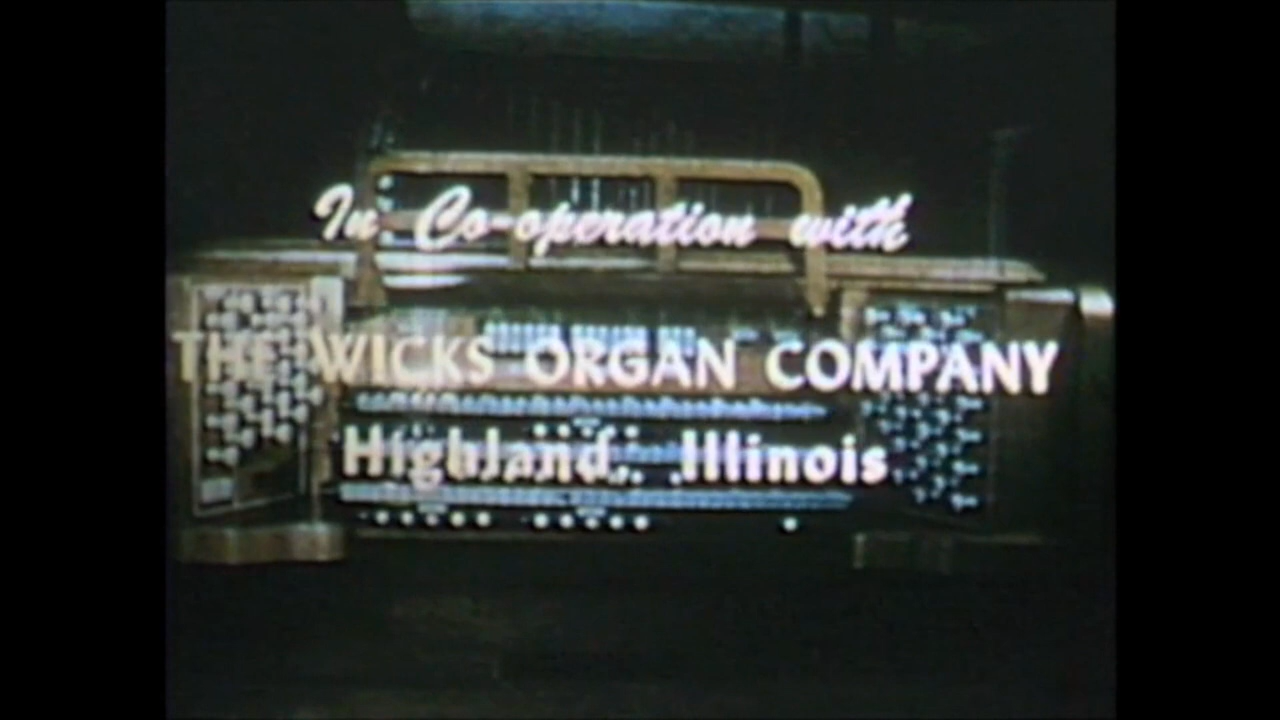 In Co-operation with
THE WICKS ORGAN COMPANY
Highland, Illinois